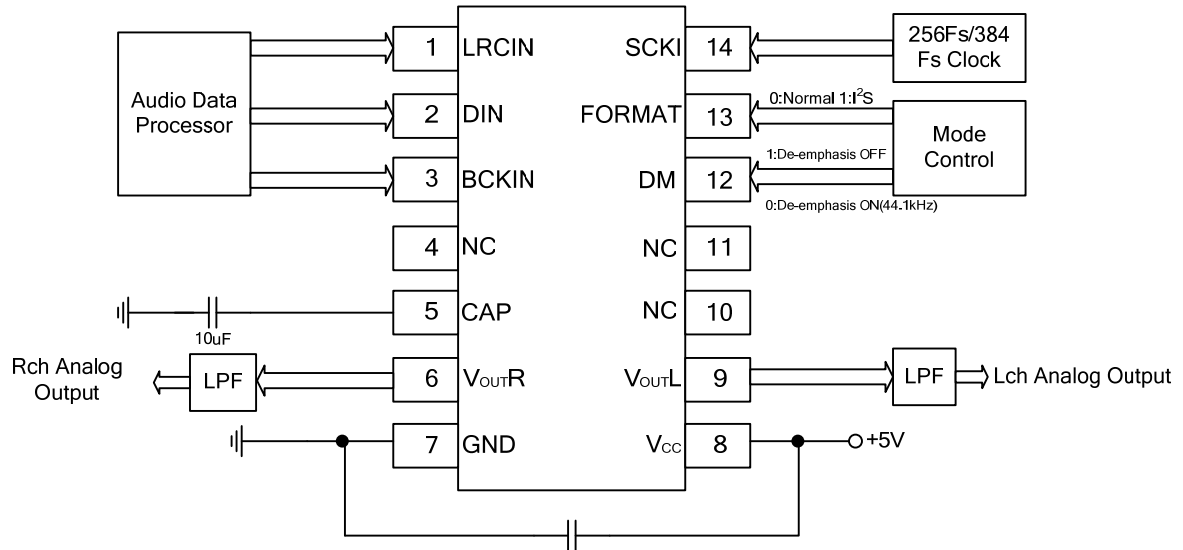 Audio Data
Processor
1 LRCIN
2 DIN
3 BCKIN
4 NC
5 CAP
6 VOUTR
7 GND
10uF
Rch Analog
Output
LPF
SCKI 14
FORMAT 13
DM 12
NC 11
NC 10
VOUTL 9
VCC 8
256Fs/384
Fs Clock
0:Normal 1:I²S
1:De-emphasis OFF
0:De-emphasis ON(44.1kHz)
Mode
Control
LPF
Lch Analog Output
+5V